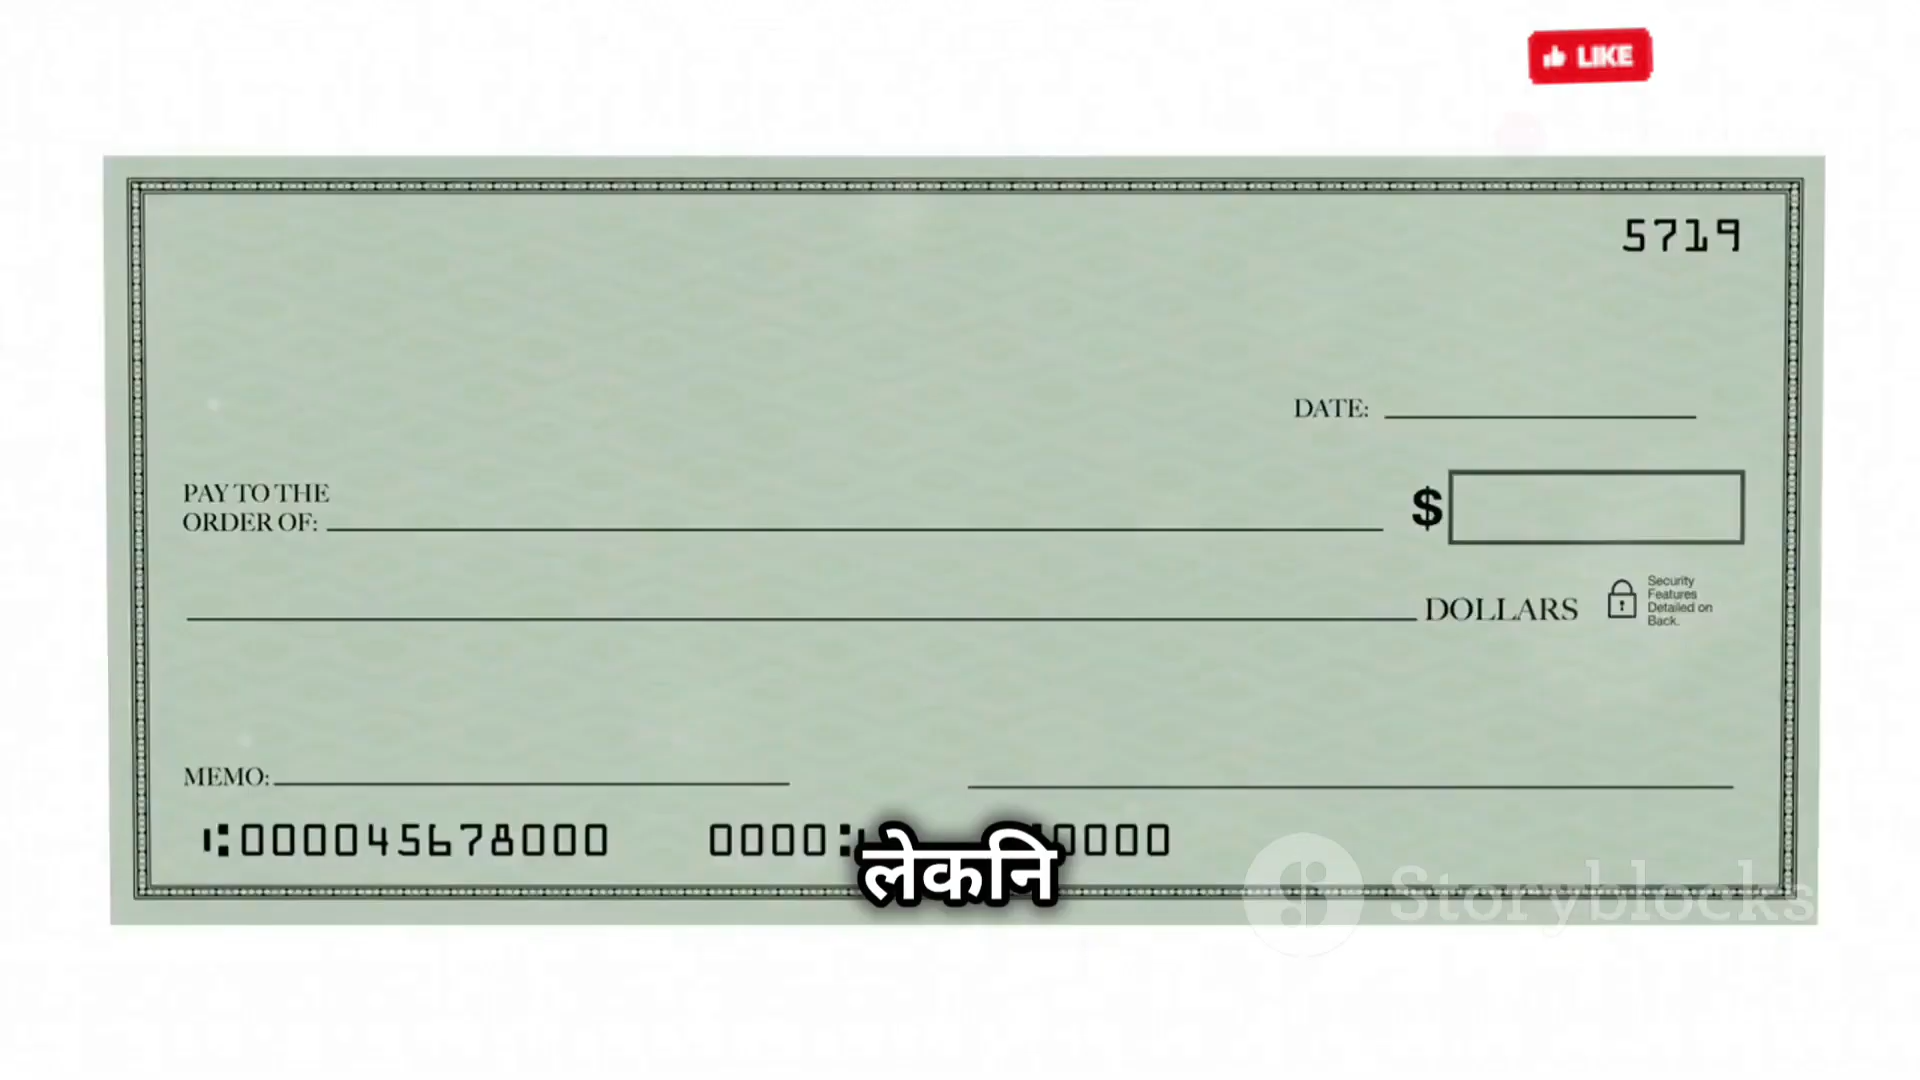 LIKE
5719
DATE:
PAY TO THE
ORDER OF:
$
DOLLARS
Security
Features
Detailed on
Back.
MEMO:
⑆000045678000 0000⑆ 0000
लेकनि
Storyblocks